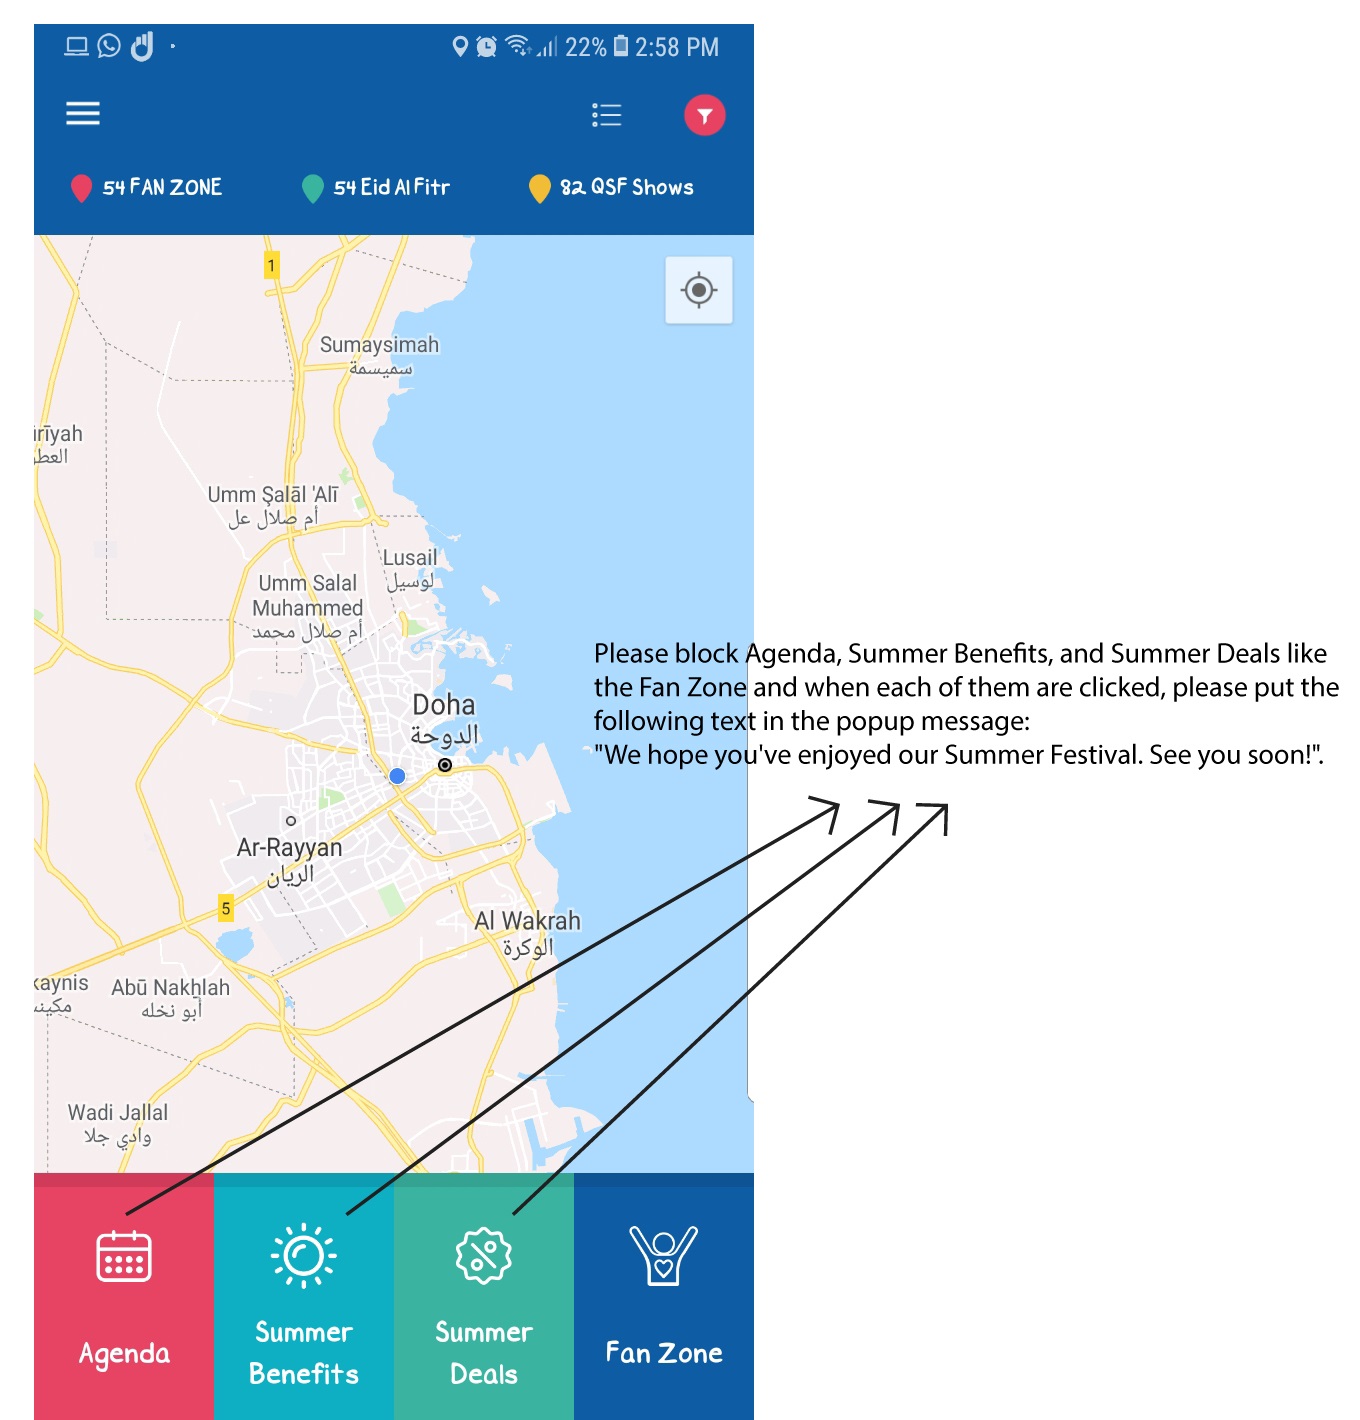 22% 2:58 PM
54 FAN ZONE
54 Eid Al Fitr
82 QSF Shows
1
Sumaysimah
سميسمة
irīyah
العطو
Umm Şalāl 'Alī
أم صلال عل
Lusail
لوسيل
Umm Salal
Muhammed
أم صلال محمد
Please block Agenda, Summer Benefits, and Summer Deals like
the Fan Zone and when each of them are clicked, please put the
following text in the popup message:
"We hope you've enjoyed our Summer Festival. See you soon!".
Doha
الدوحة
Ar-Rayyan
الريان
5
Al Wakrah
الوكرة
kaynis
مكينس
Abū Nakhlah
أبو نخله
Wadi Jallal
وادي جلا
Agenda
Summer
Benefits
Summer
Deals
Fan Zone